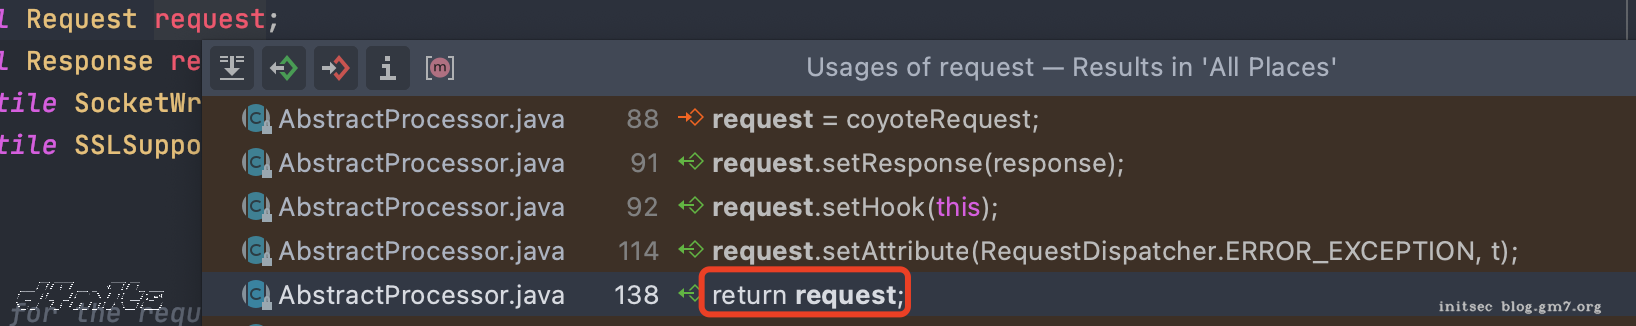 l Request request;
l Response re
tile SocketWr
tile SSLSuppo
Usages of request — Results in 'All Places'
AbstractProcessor.java 88 request = coyoteRequest;
AbstractProcessor.java 91 request.setResponse(response);
AbstractProcessor.java 92 request.setHook(this);
AbstractProcessor.java 114 request.setAttribute(RequestDispatcher.ERROR_EXCEPTION, t);
AbstractProcessor.java 138 return request;
for the requ
initsec blog.gm7.org